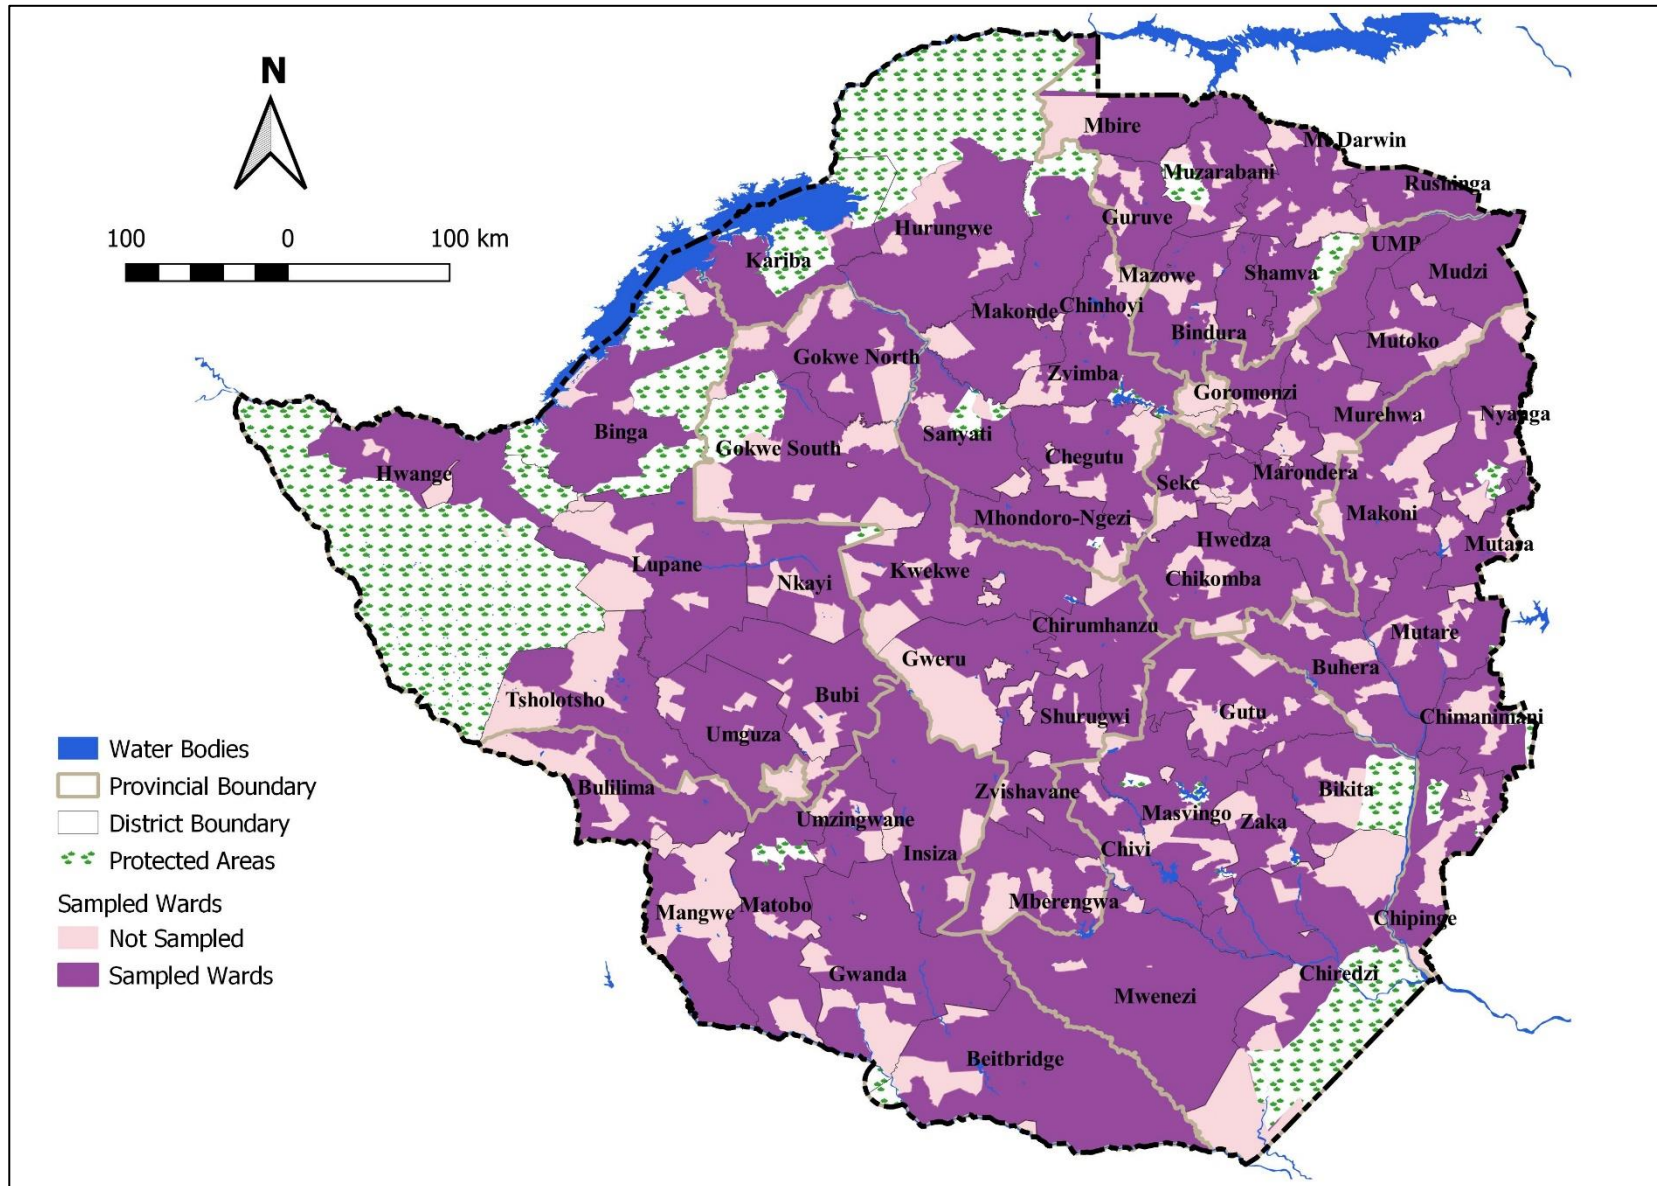 N
100 0 100 km
Mbire
Mt Darwin
Muzarabani
Rushinga
Guruve
Hurungwe
UMP
Kariba
Mazowe
Shamva
Mudzi
Makonde
Chinhoyi
Bindura
Mutoko
Gokwe North
Zvimba
Goromonzi
Murehwa
Nyanga
Binga
Sanyati
Gokwe South
Chegutu
Marondera
Hwange
Seke
Makoni
Mhondoro-Ngezi
Hwedza
Mutasa
Lupane
Nkayi
Kwekwe
Chikomba
Chirumhanzu
Mutare
Gweru
Buhera
Tsholotsho
Bubi
Shurugwi
Gutu
Chimanimani
Umguza
Bulilima
Zvishavane
Bikita
Umzingwane
Masvingo
Zaka
Insiza
Chivi
Mangwe
Matobo
Mberengwa
Chipinge
Gwanda
Chiredzi
Mwenezi
Beitbridge
Water Bodies
Provincial Boundary
District Boundary
Protected Areas
Sampled Wards
Not Sampled
Sampled Wards